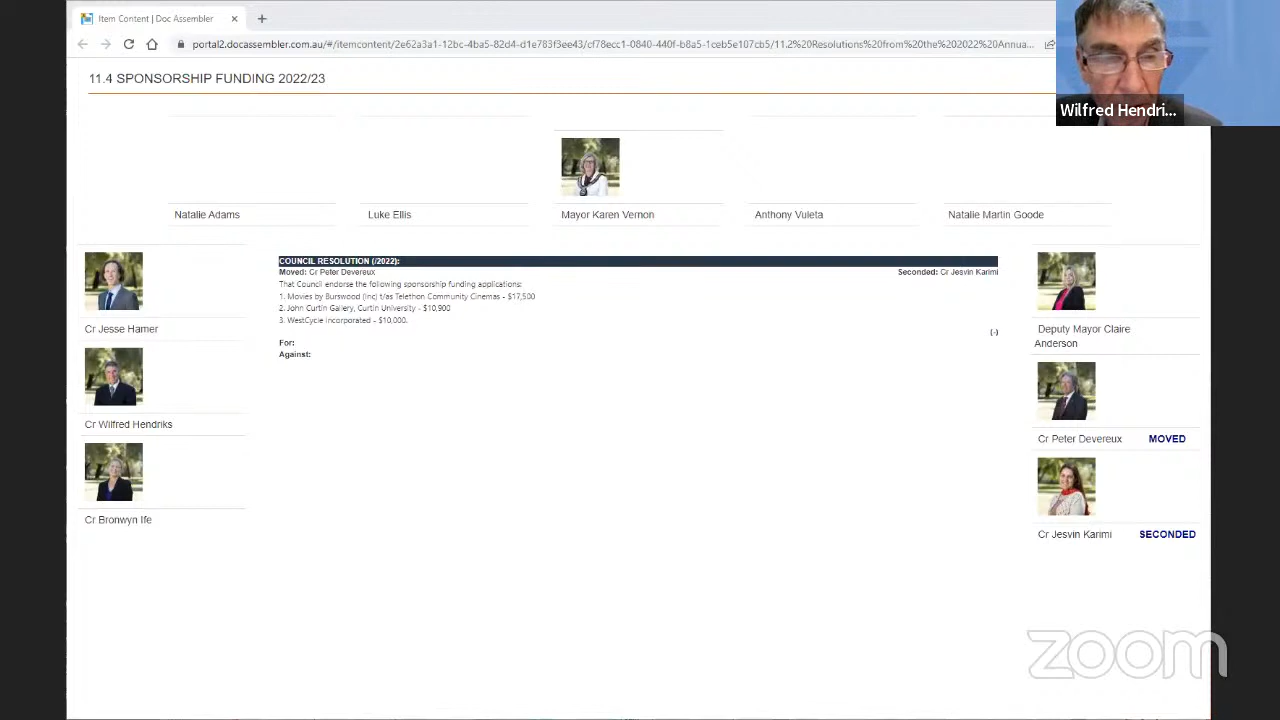 Item Content | Doc Assembler
portal2.docassembler.com.au/#/itemcontent/2e62a3a1-12bc-4ba5-82d4-d1e783f3ee43/cf78ecc1-0840-440f-b8a5-1ceb5e107cb5/11.2%20Resolutions%20from%20the%202022%20Annua...
11.4 SPONSORSHIP FUNDING 2022/23
Wilfred Hendri...
Natalie Adams
Luke Ellis
Mayor Karen Vernon
Anthony Vuleta
Natalie Martin Goode
COUNCIL RESOLUTION (/2022):
Moved: Cr Peter Devereux
Seconded: Cr Jesvin Karimi
That Council endorse the following sponsorship funding applications:
1. Movies by Burswood (Inc) t/as Telethon Community Cinemas - $17,500
2. John Curtin Gallery, Curtin University - $10,900
3. WestCycle Incorporated – $10,000.
(-)
For:
Against:
Cr Jesse Hamer
Cr Wilfred Hendriks
Cr Bronwyn Ife
Deputy Mayor Claire
Anderson
Cr Peter Devereux MOVED
Cr Jesvin Karimi SECONDED
zoom